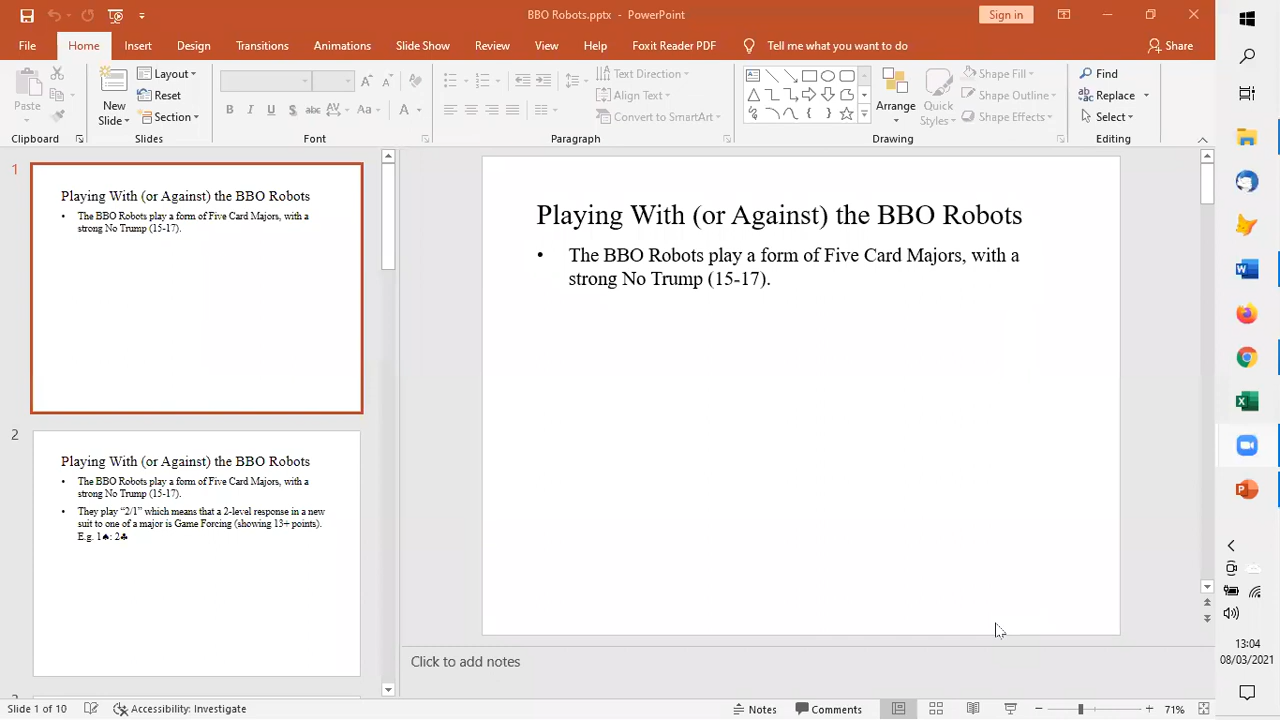 BBO Robots.pptx - PowerPoint
Sign in
File Home Insert Design Transitions Animations Slide Show Review View Help Foxit Reader PDF Tell me what you want to do Share
Paste
New Slide
Layout
Reset
Section
B I U S abc AV Aa A
Text Direction
Align Text
Convert to SmartArt
Arrange
Quick Styles
Shape Fill
Shape Outline
Shape Effects
Find
Replace
Select
Clipboard Slides Font Paragraph Drawing Editing
1
Playing With (or Against) the BBO Robots
• The BBO Robots play a form of Five Card Majors, with a
strong No Trump (15-17).
2
Playing With (or Against) the BBO Robots
• The BBO Robots play a form of Five Card Majors, with a
strong No Trump (15-17).
• They play “2/1” which means that a 2-level response in a new
suit to one of a major is Game Forcing (showing 13+ points).
E.g. 1♠: 2♣
Playing With (or Against) the BBO Robots
• The BBO Robots play a form of Five Card Majors, with a
strong No Trump (15-17).
Click to add notes
Slide 1 of 10 Accessibility: Investigate Notes Comments 71%
13:04
08/03/2021